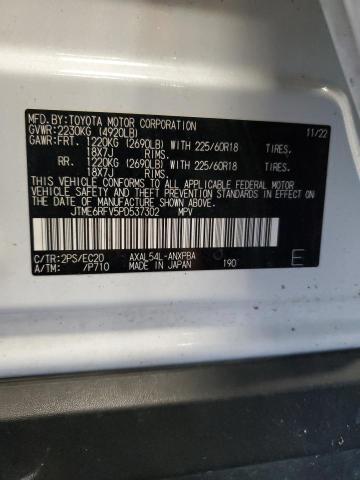 MFD.BY:TOYOTA MOTOR CORPORATION 11/22
GVWR:2230KG (4920LB)
GAWR:FRT. 1220KG (2690LB) WITH 225/60R18 TIRES.
18X7J RIMS.
RR. 1220KG (2690LB) WITH 225/60R18 TIRES.
18X7J RIMS.
THIS VEHICLE CONFORMS TO ALL APPLICABLE FEDERAL MOTOR
VEHICLE SAFETY AND BUMPER STANDARDS IN EFFECT ON THE
DATE OF MANUFACTURE SHOWN ABOVE.
JTME6RFV5PD537302 MPV
C/TR:2PS/EC20 AXAL54L-ANXPBA
A/TM: /P710 MADE IN JAPAN 190 E